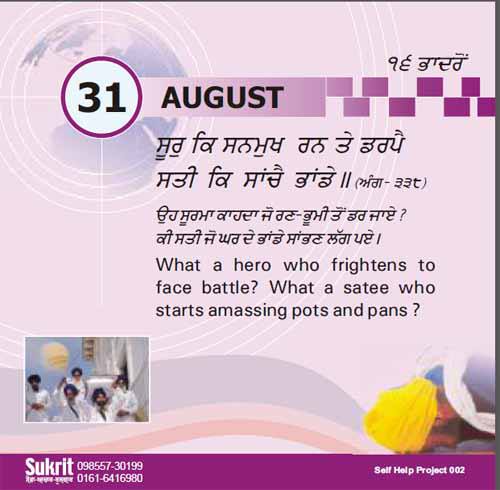 ੧੬ ਭਾਦਰੋਂ
31 AUGUST
ਸੂਰੁ ਕਿ ਸਨਮੁਖ ਰਨ ਤੇ ਡਰਪੈ
ਸਤੀ ਕਿ ਸਾਂਚੈ ਭਾਂਡੇ॥ (ਅੰਗ- ੩੩੮)
ਉਹ ਸੂਰਮਾ ਕਾਹਦਾ ਜੋ ਰਣ-ਭੂਮੀ ਤੋਂ ਡਰ ਜਾਏ ?
ਕੀ ਸਤੀ ਜੋ ਘਰ ਦੇ ਭਾਂਡੇ ਸਾਂਭਣ ਲੱਗ ਪਏ।
What a hero who frightens to
face battle? What a satee who
starts amassing pots and pans ?
Sukrit 098557-30199
0161-6416980
Self Help Project 002